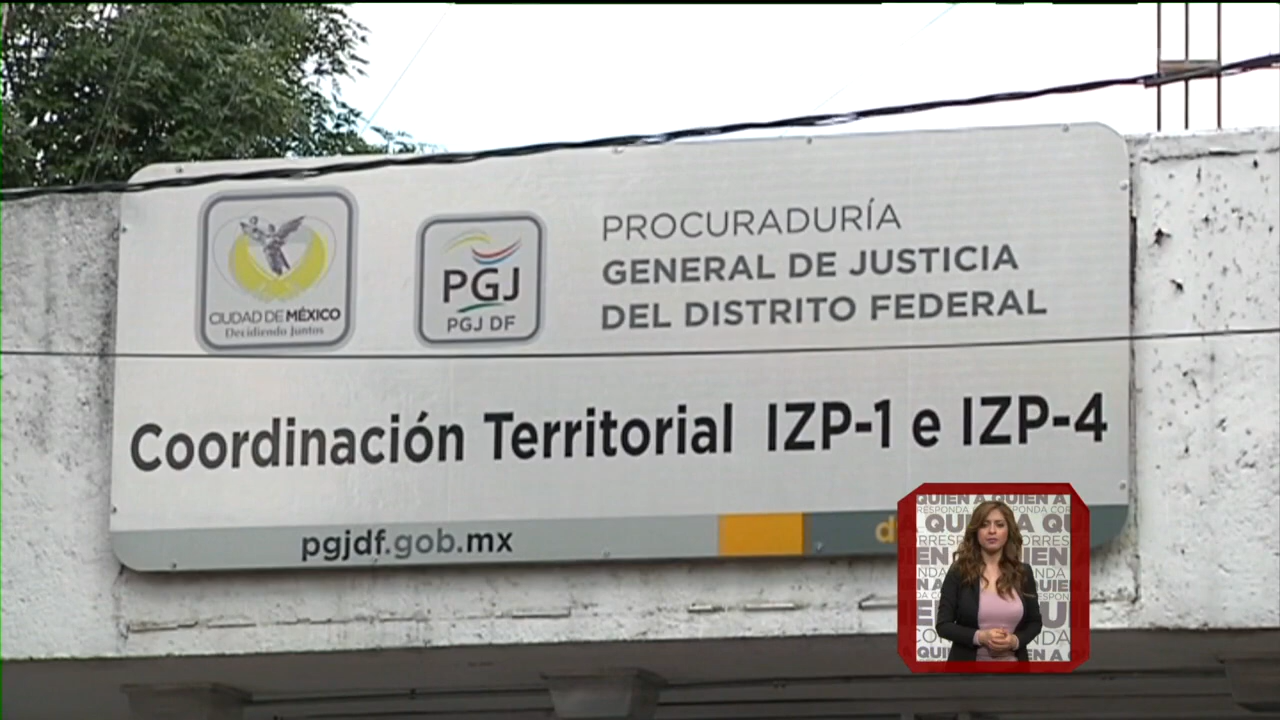 CIUDAD DE MÉXICO
Decidiendo Juntos
PGJ
PGJ DF
PROCURADURÍA
GENERAL DE JUSTICIA
DEL DISTRITO FEDERAL
Coordinación Territorial IZP-1 e IZP-4
pgjdf.gob.mx
QUIEN A QUIEN A
A QUIEN